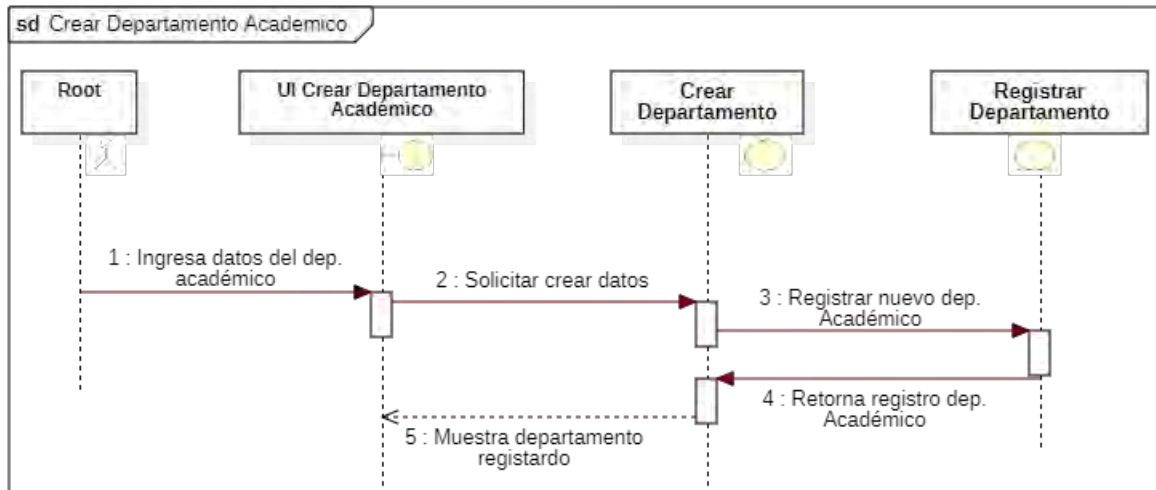 sd Crear Departamento Academico
Root
UI Crear Departamento
Académico
Crear
Departamento
Registrar
Departamento
1 : Ingresa datos del dep.
académico
2 : Solicitar crear datos
3 : Registrar nuevo dep.
Académico
4 : Retorna registro dep.
Académico
5 : Muestra departamento
registardo